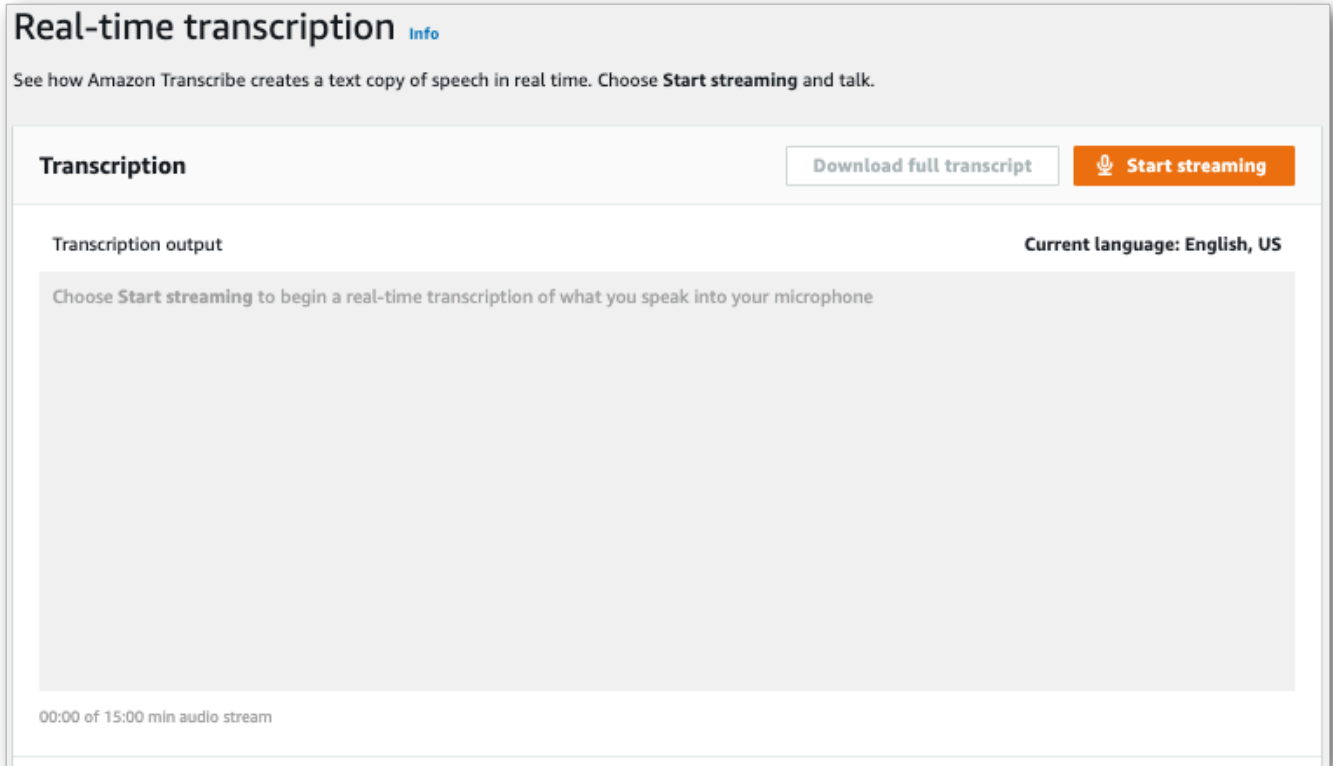 Real-time transcription Info
See how Amazon Transcribe creates a text copy of speech in real time. Choose Start streaming and talk.
Transcription
Download full transcript
Start streaming
Transcription output
Current language: English, US
Choose Start streaming to begin a real-time transcription of what you speak into your microphone
00:00 of 15:00 min audio stream